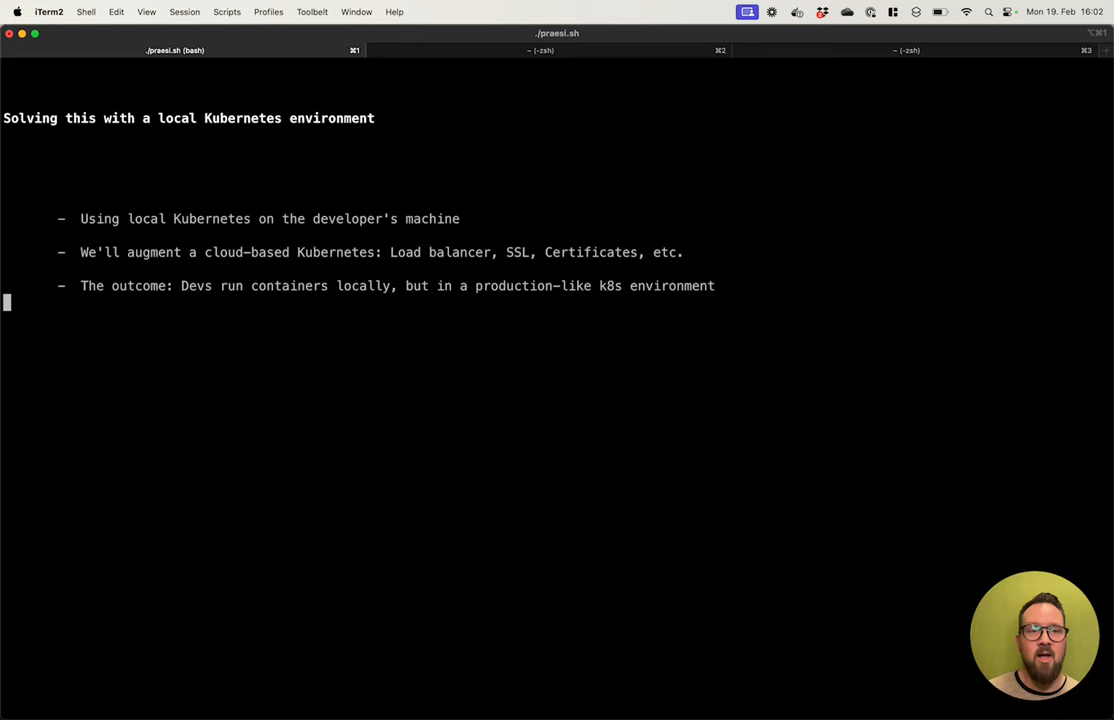 iTerm2 Shell Edit View Session Scripts Profiles Toolbelt Window Help Mon 19. Feb 16:02
./praesi.sh ⌥⌘1
./praesi.sh (bash) ⌘1 ~ (-zsh) ⌘2 ~ (-zsh) ⌘3 +
Solving this with a local Kubernetes environment
- Using local Kubernetes on the developer's machine
- We'll augment a cloud-based Kubernetes: Load balancer, SSL, Certificates, etc.
- The outcome: Devs run containers locally, but in a production-like k8s environment